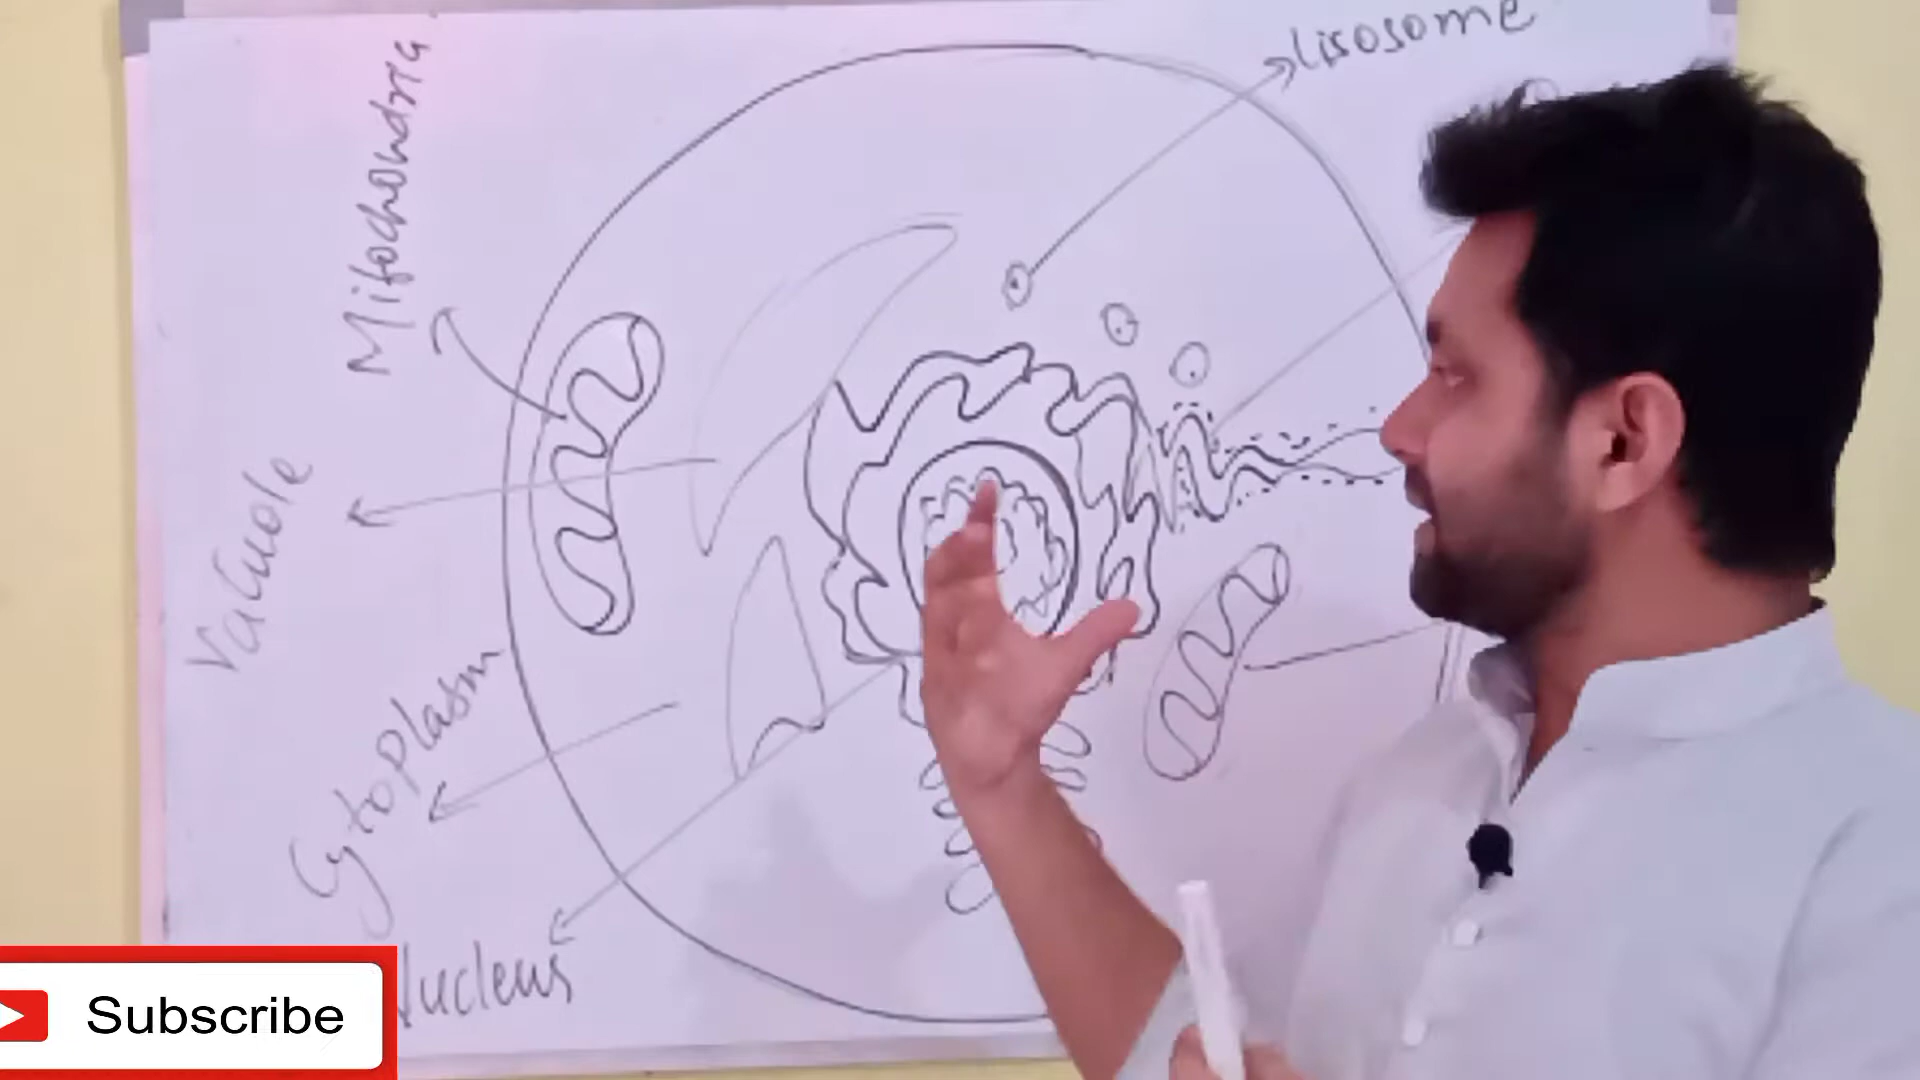 Lisosome
Mitochondria
Vacuole
Cytoplasm
Nucleus
Subscribe